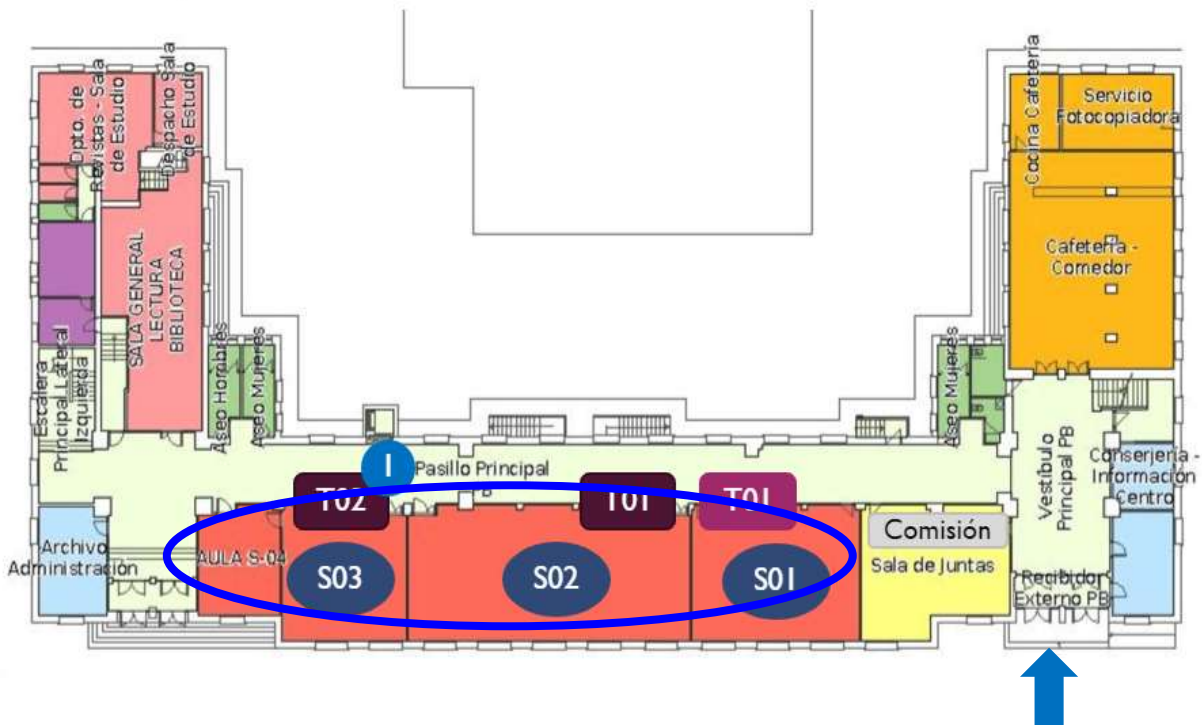 Dpto. de
Revistas - Sala
de Estudio
Despacho Sala
de Estudio
SALA GENERAL
LECTURA
BIBLIOTECA
Escalera
Principal Lateral
Izquierda
Aseo Hombres
Aseo Mujeres
Cocina Cafetería
Servicio
Fotocopiadora
Cafetería -
Comedor
Aseo Mujeres
I
Pasillo Principal
Vestíbulo
Principal PB
Conserjería -
Información
Centro
T02
T01
T01
Archivo
Administración
AULA S-04
S03
S02
S01
Comisión
Sala de Juntas
Recibidor
Externo PB